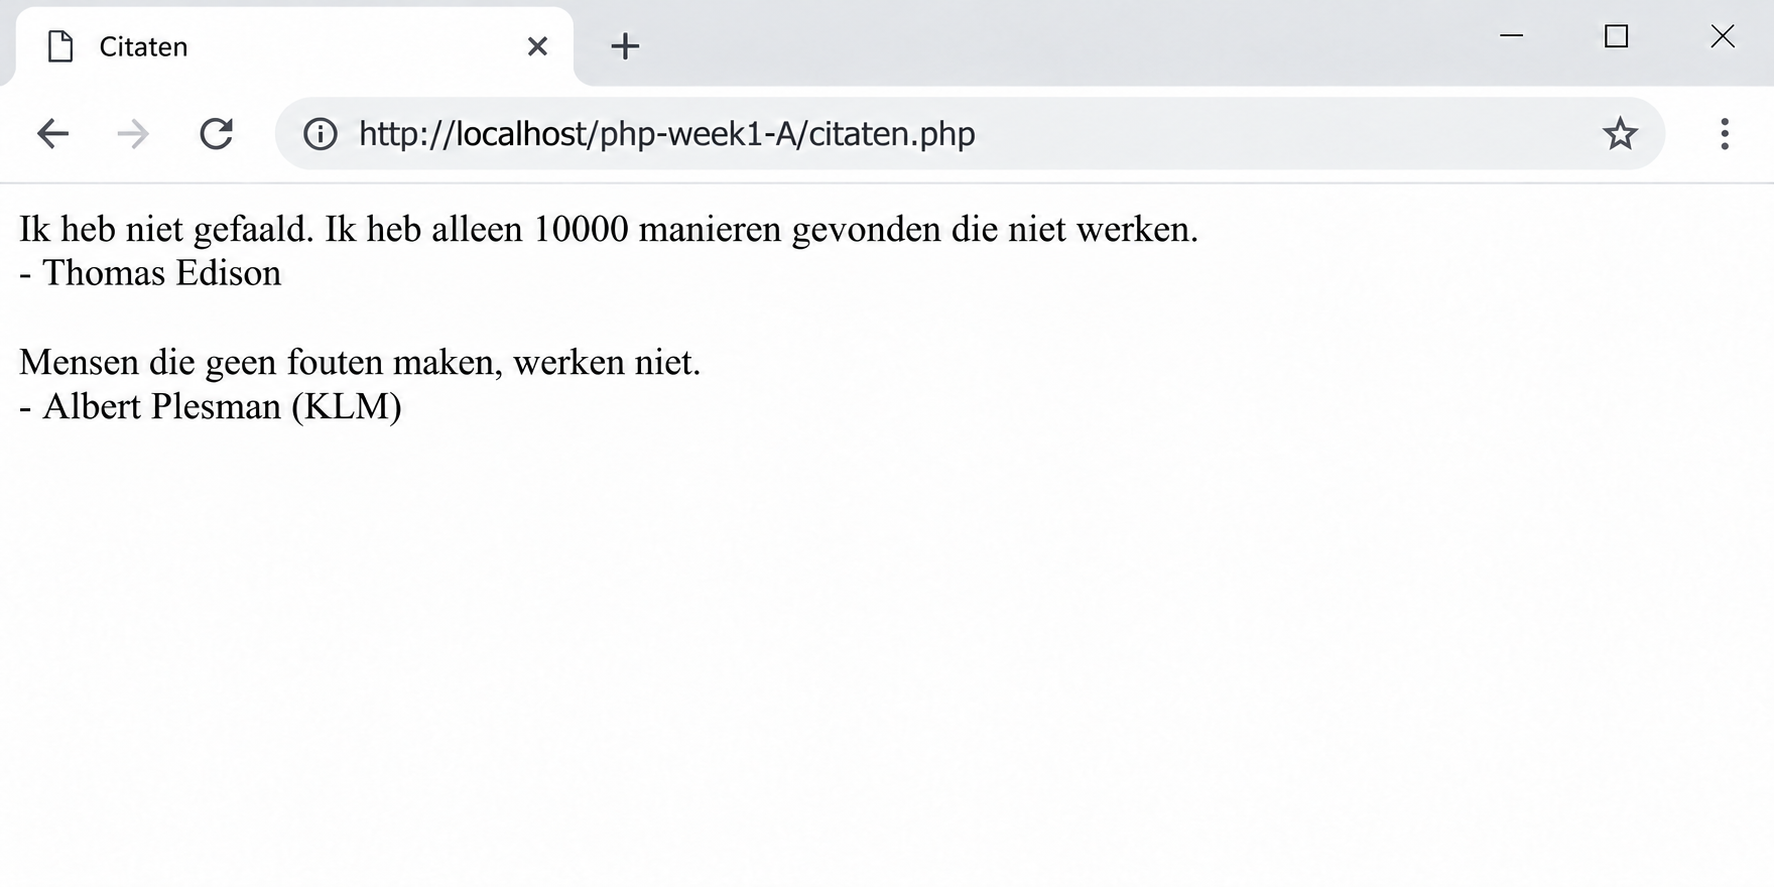 Citaten
http://localhost/php-week1-A/citaten.php
Ik heb niet gefaald. Ik heb alleen 10000 manieren gevonden die niet werken.
- Thomas Edison
Mensen die geen fouten maken, werken niet.
- Albert Plesman (KLM)